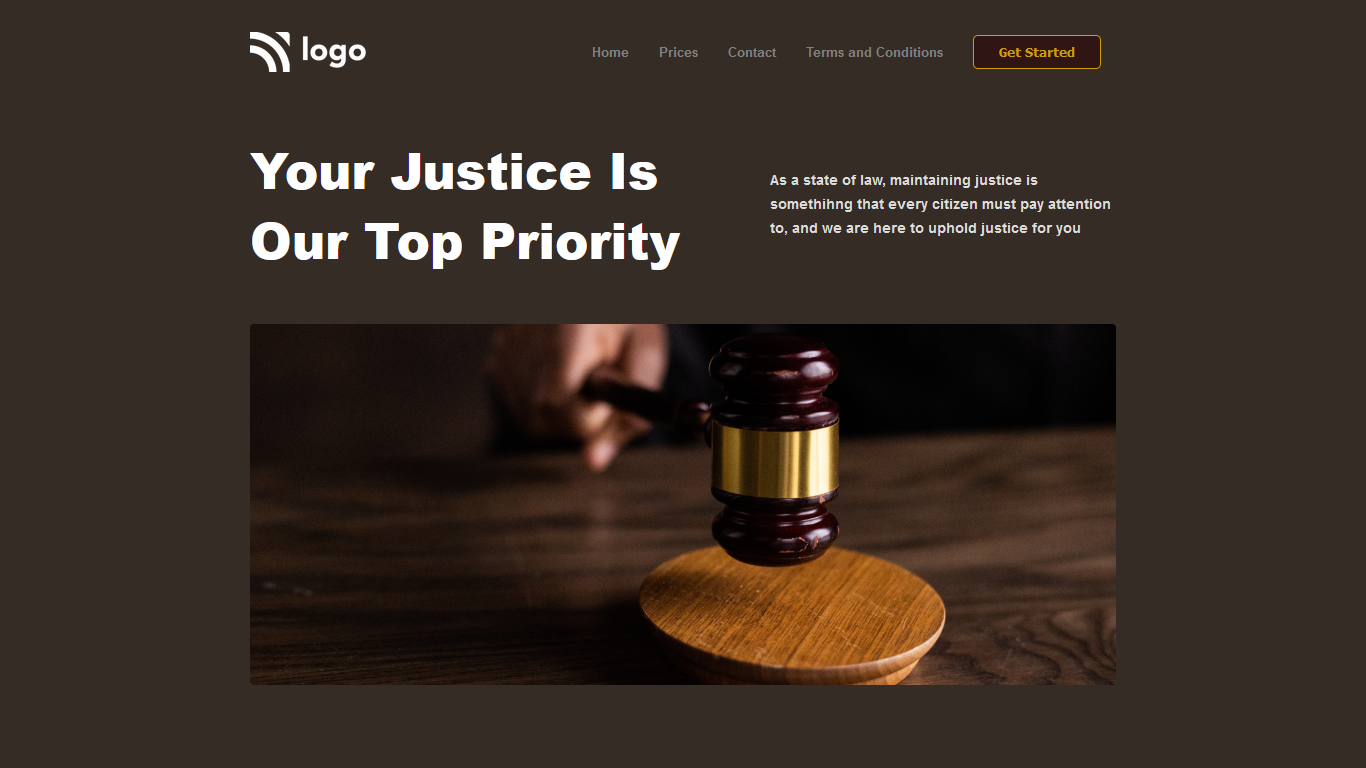 logo
Home Prices Contact Terms and Conditions Get Started
Your Justice Is
Our Top Priority
As a state of law, maintaining justice is
somethihng that every citizen must pay attention
to, and we are here to uphold justice for you